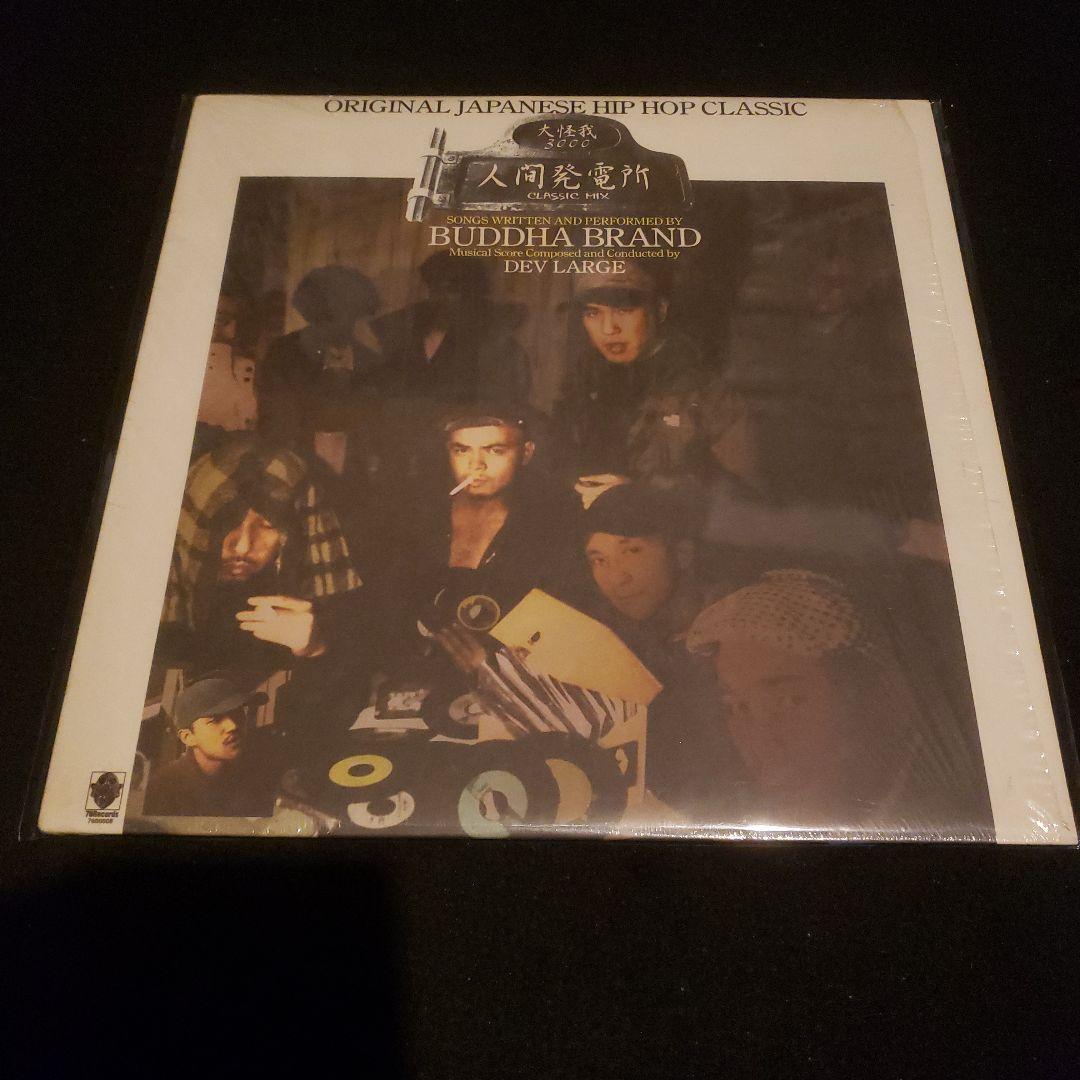 ORIGINAL JAPANESE HIP HOP CLASSIC
大怪我
3000
人間発電所
CLASSIC MIX
SONGS WRITTEN AND PERFORMED BY
BUDDHA BRAND
Musical Score Composed and Conducted by
DEV LARGE
76Records